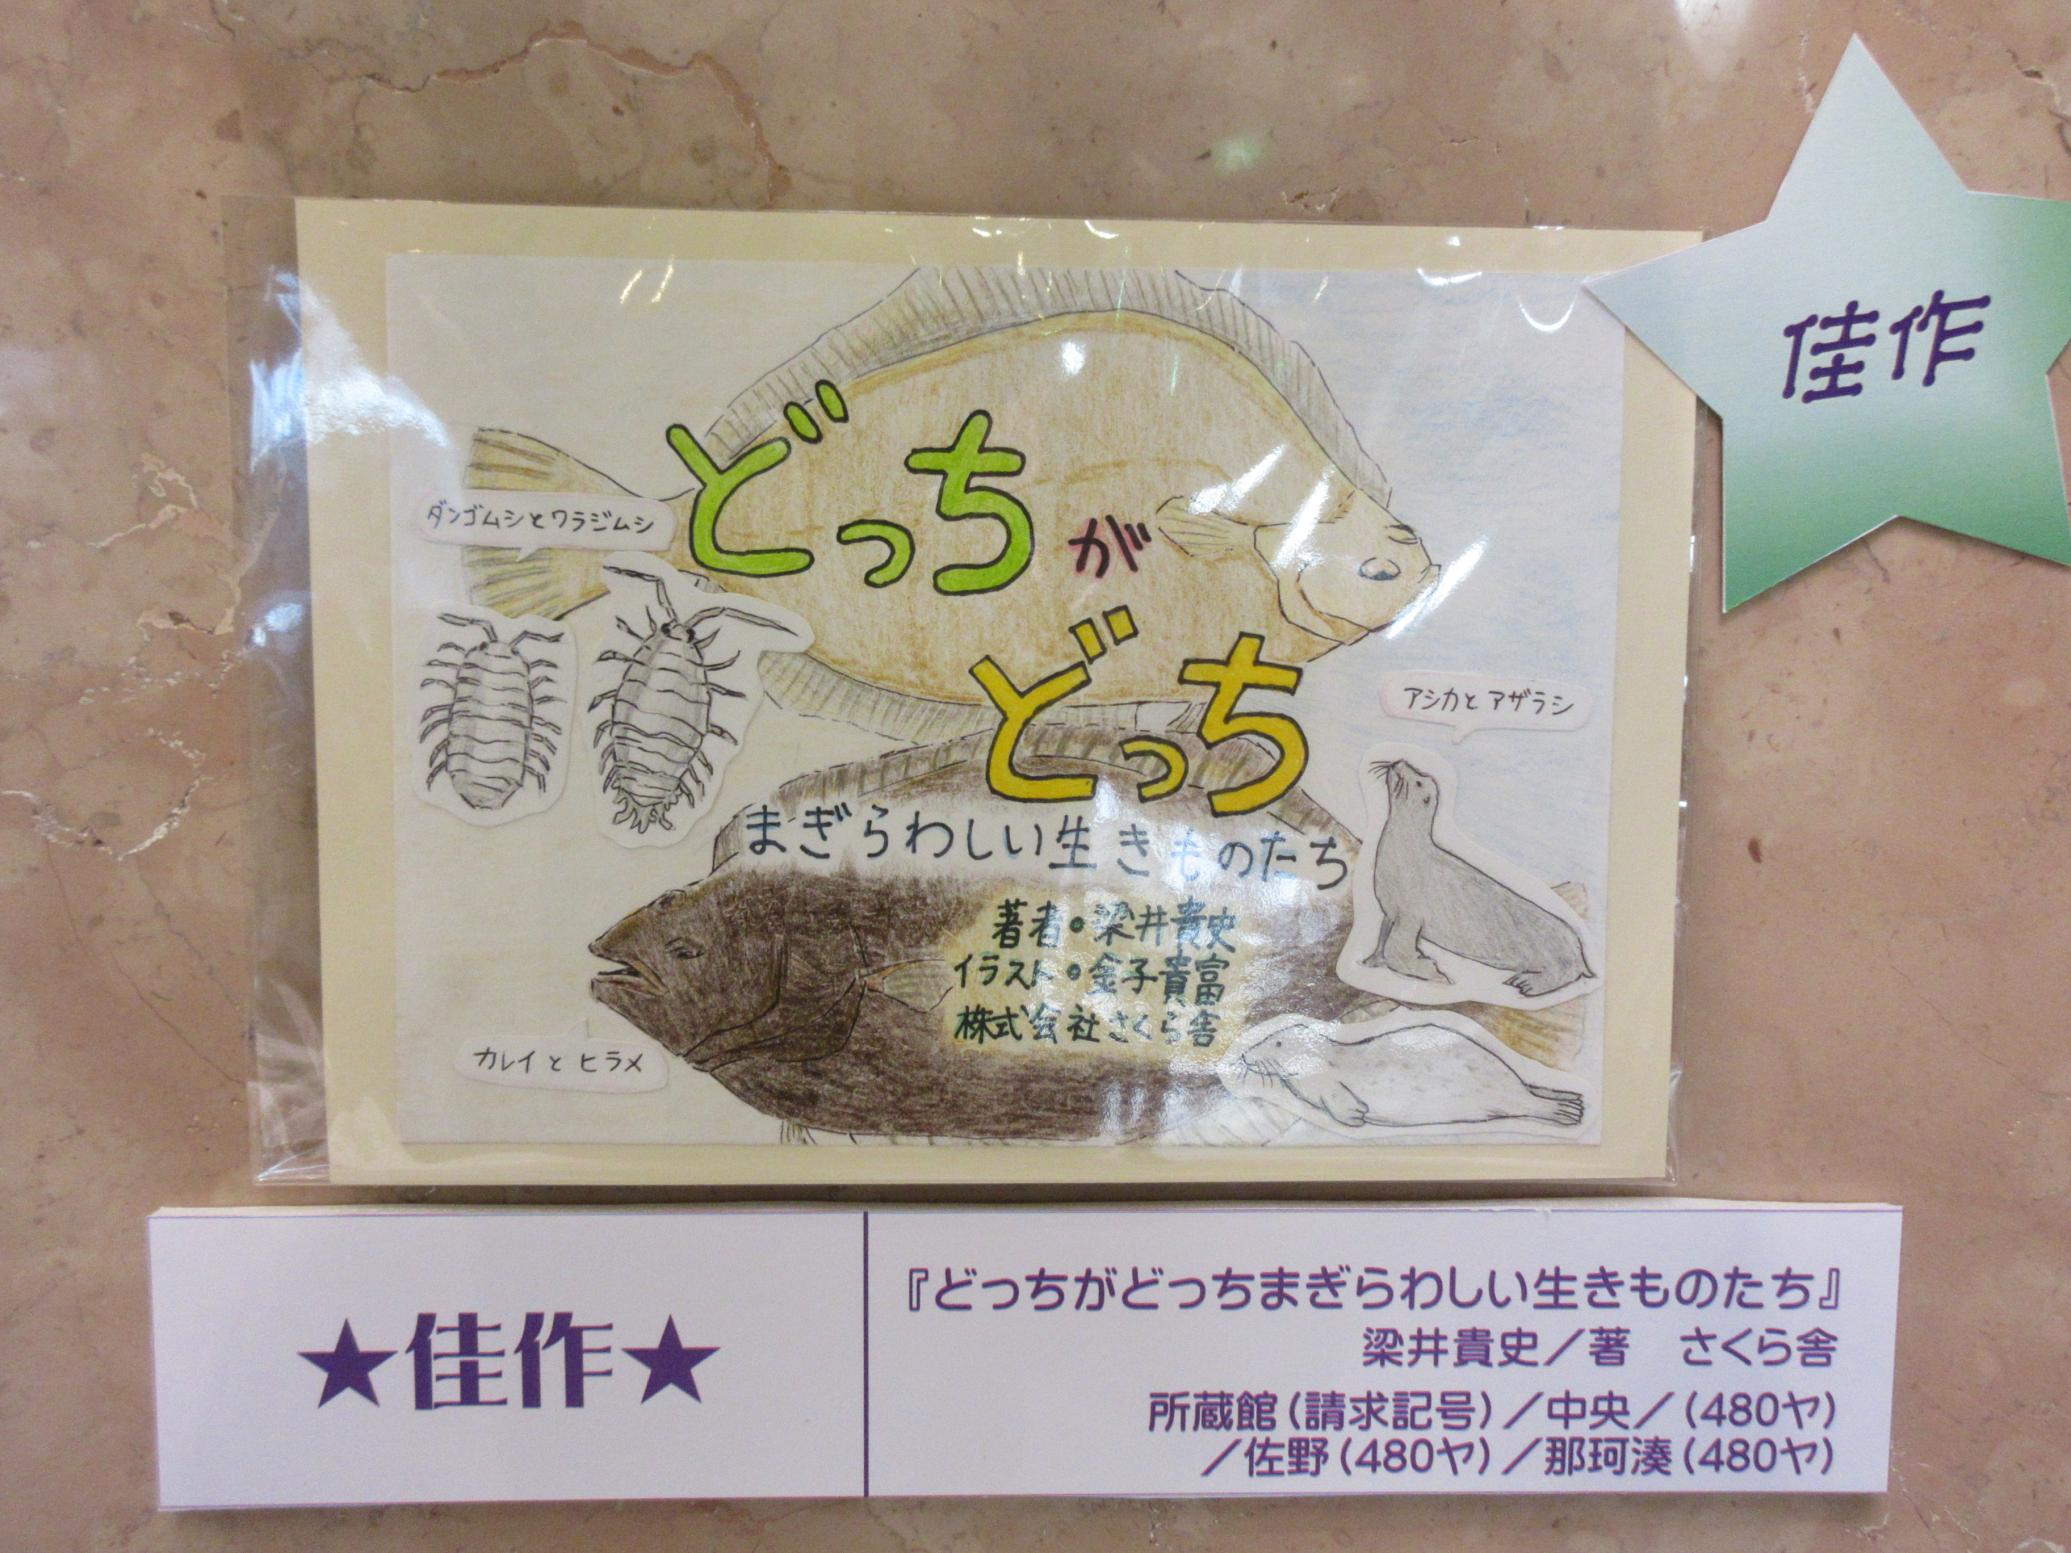 佳作
どっち
が
どっち
ダンゴムシとワラジムシ
アシカとアザラシ
まぎらわしい生きものたち
著者・梁井貴史
イラスト・金子貴富
株式会社さくら舎
カレイとヒラメ
★佳作★
『どっちがどっちまぎらわしい生きものたち』
梁井貴史／著　さくら舎
所蔵館(請求記号)／中央／(480ヤ)
／佐野(480ヤ)／那珂湊(480ヤ)